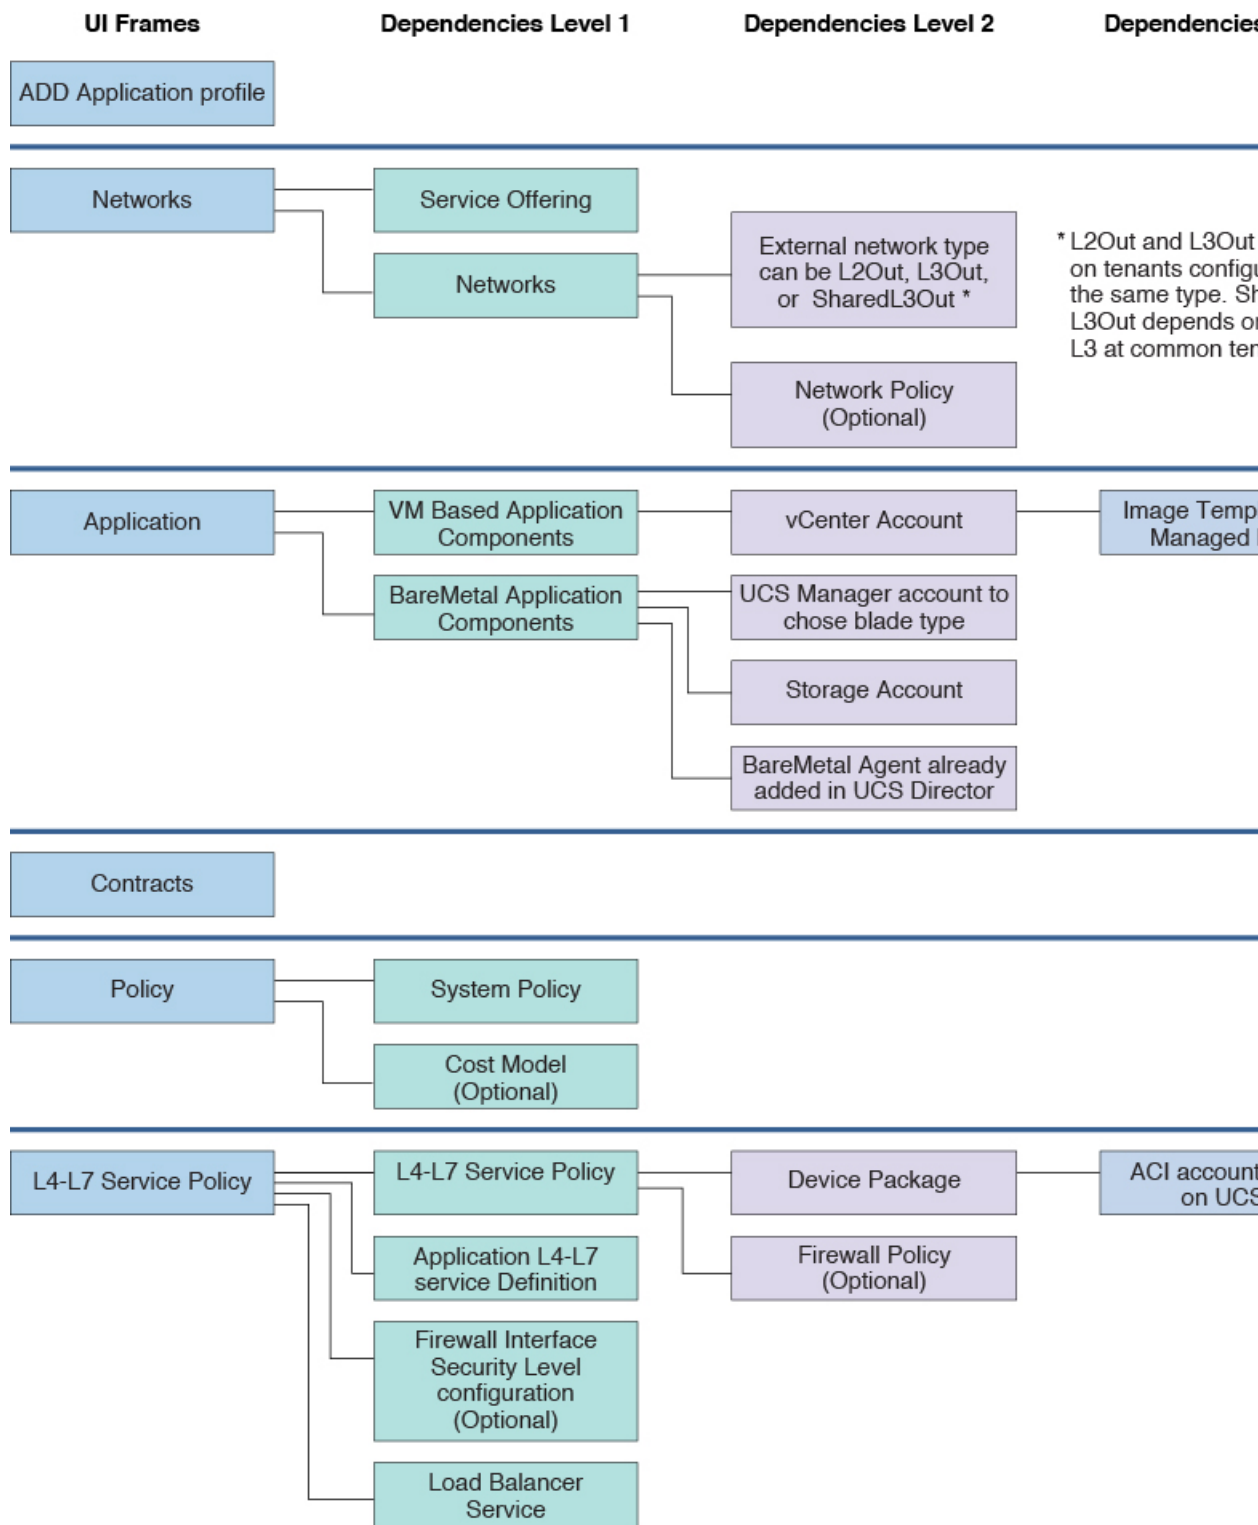 UI Frames
Dependencies Level 1
Dependencies Level 2
Dependencies
ADD Application profile
Networks
Service Offering
Networks
External network type
can be L2Out, L3Out,
or SharedL3Out *
* L2Out and L3Out
on tenants
the same type.
L3Out depends
L3 at common
Network Policy
(Optional)
Application
VM Based Application
Components
vCenter Account
Image
Managed
BareMetal Application
Components
UCS Manager account to
chose blade type
Storage Account
BareMetal Agent already
added in UCS Director
Contracts
Policy
System Policy
Cost Model
(Optional)
L4-L7 Service Policy
L4-L7 Service Policy
Device Package
ACI account
on UCS
Application L4-L7
service Definition
Firewall Policy
(Optional)
Firewall Interface
Security Level
configuration
(Optional)
Load Balancer
Service